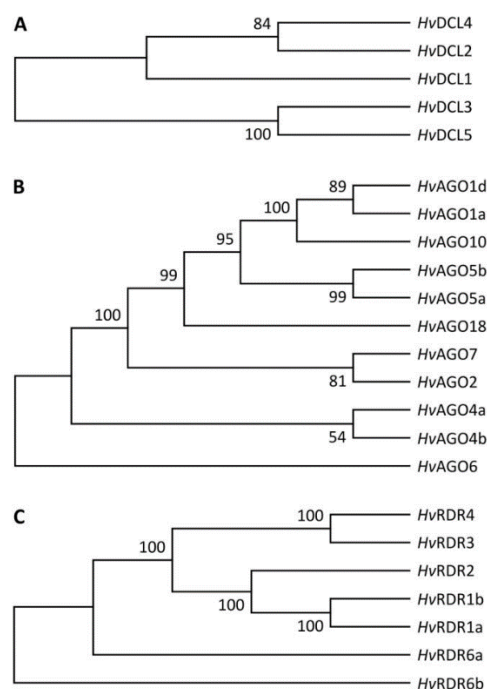 A
84
HvDCL4
HvDCL2
HvDCL1
HvDCL3
100
HvDCL5
B
89
HvAGO1d
100
HvAGO1a
95
HvAGO10
99
HvAGO5b
99
HvAGO5a
100
HvAGO18
HvAGO7
81
HvAGO2
HvAGO4a
54
HvAGO4b
HvAGO6
C
100
HvRDR4
100
HvRDR3
HvRDR2
100
HvRDR1b
100
HvRDR1a
HvRDR6a
HvRDR6b